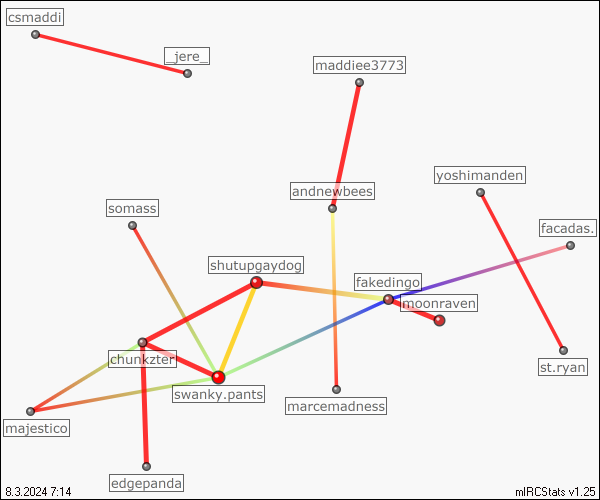 csmaddi
_jere_
maddiee3773
yoshimanden
andnewbees
somass
facadas.
shutupgaydog
fakedingo
moonraven
chunkzter
st.ryan
swanky.pants
marcemadness
majestico
edgepanda
8.3.2024 7:14
mIRCStats v1.25